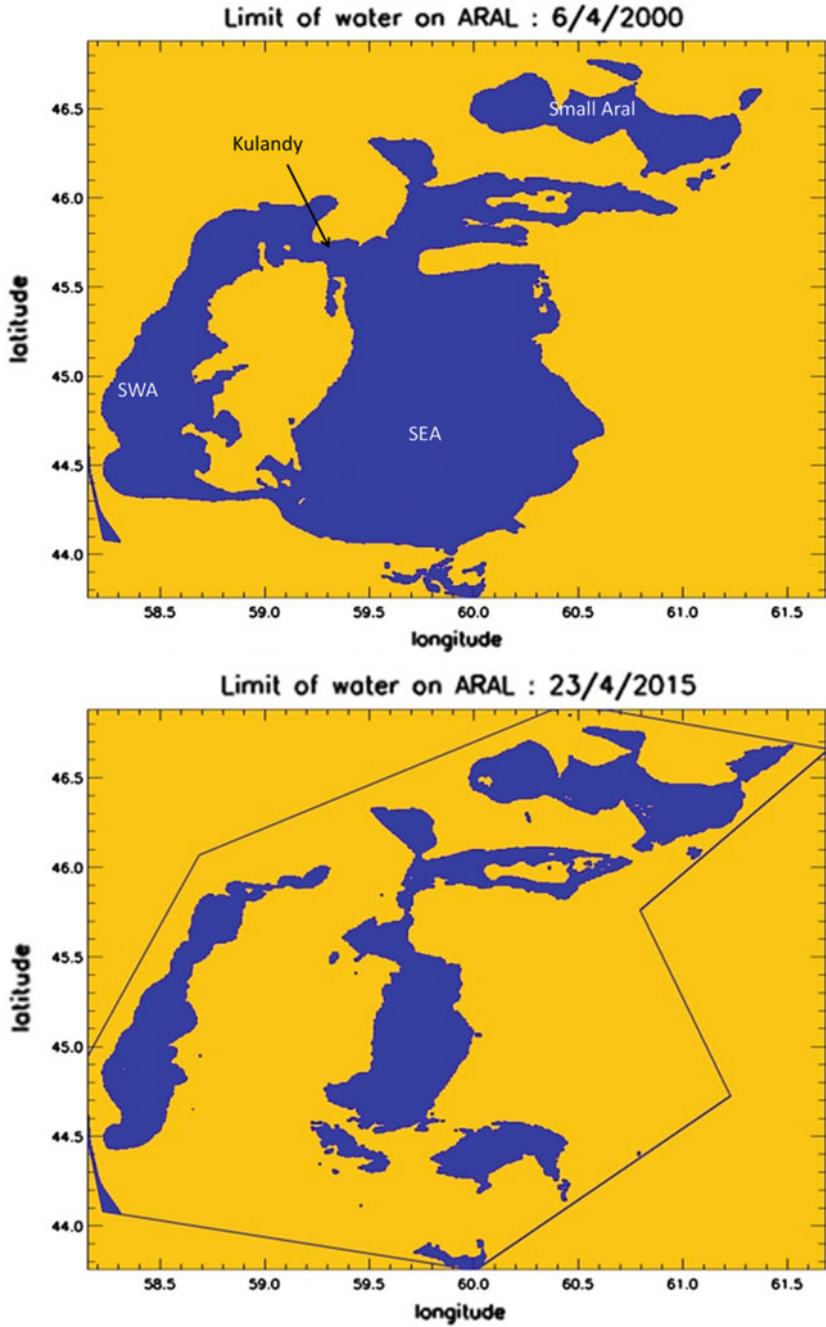 Limit of water on ARAL : 6/4/2000
46.5
Small Aral
Kulandy
46.0
45.5
latitude
45.0
SWA
SEA
44.5
44.0
58.5 59.0 59.5 60.0 60.5 61.0 61.5
longitude
Limit of water on ARAL : 23/4/2015
46.5
46.0
45.5
latitude
45.0
44.5
44.0
58.5 59.0 59.5 60.0 60.5 61.0 61.5
longitude